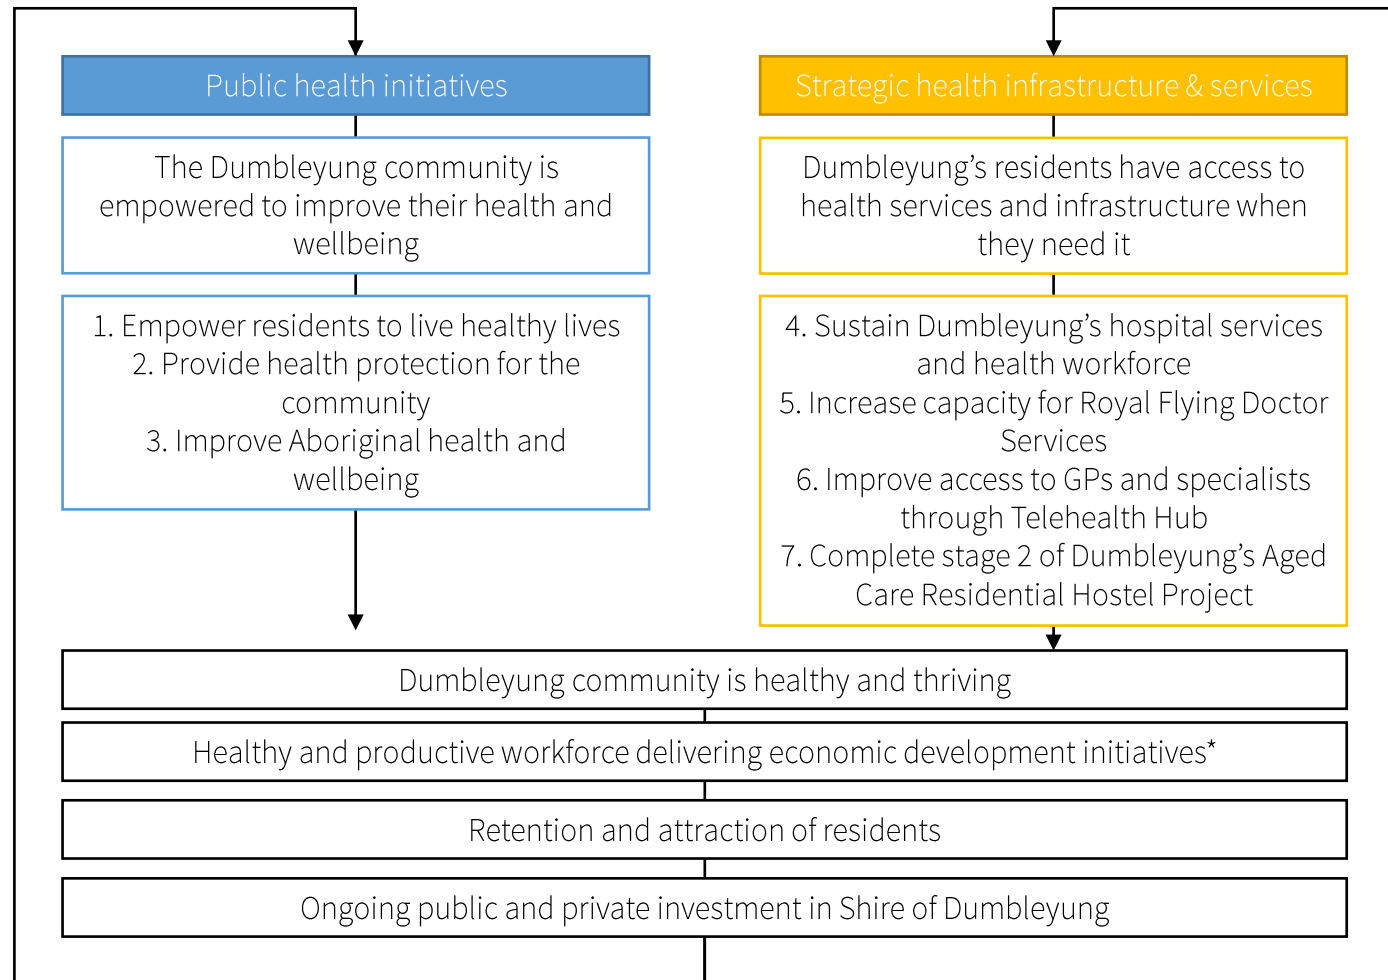 Public health initiatives
The Dumbleyung community is
empowered to improve their health and
wellbeing
1. Empower residents to live healthy lives
2. Provide health protection for the
community
3. Improve Aboriginal health and
wellbeing
Strategic health infrastructure & services
Dumbleyung’s residents have access to
health services and infrastructure when
they need it
4. Sustain Dumbleyung’s hospital services
and health workforce
5. Increase capacity for Royal Flying Doctor
Services
6. Improve access to GPs and specialists
through Telehealth Hub
7. Complete stage 2 of Dumbleyung’s Aged
Care Residential Hostel Project
Dumbleyung community is healthy and thriving
Healthy and productive workforce delivering economic development initiatives*
Retention and attraction of residents
Ongoing public and private investment in Shire of Dumbleyung